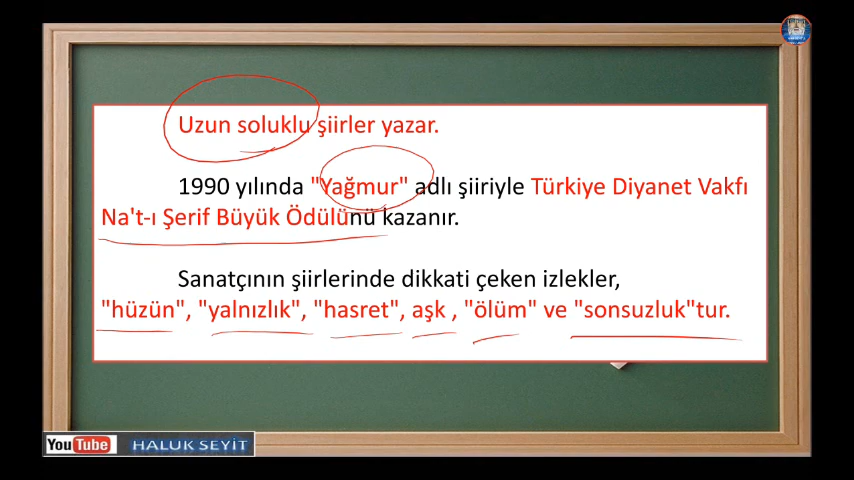 Uzun soluklu şiirler yazar.
1990 yılında "Yağmur" adlı şiiriyle Türkiye Diyanet Vakfı
Na't-ı Şerif Büyük Ödülünü kazanır.
Sanatçının şiirlerinde dikkati çeken izlekler,
"hüzün", "yalnızlık", "hasret", aşk , "ölüm" ve "sonsuzluk"tur.
YouTube HALUK SEYİT